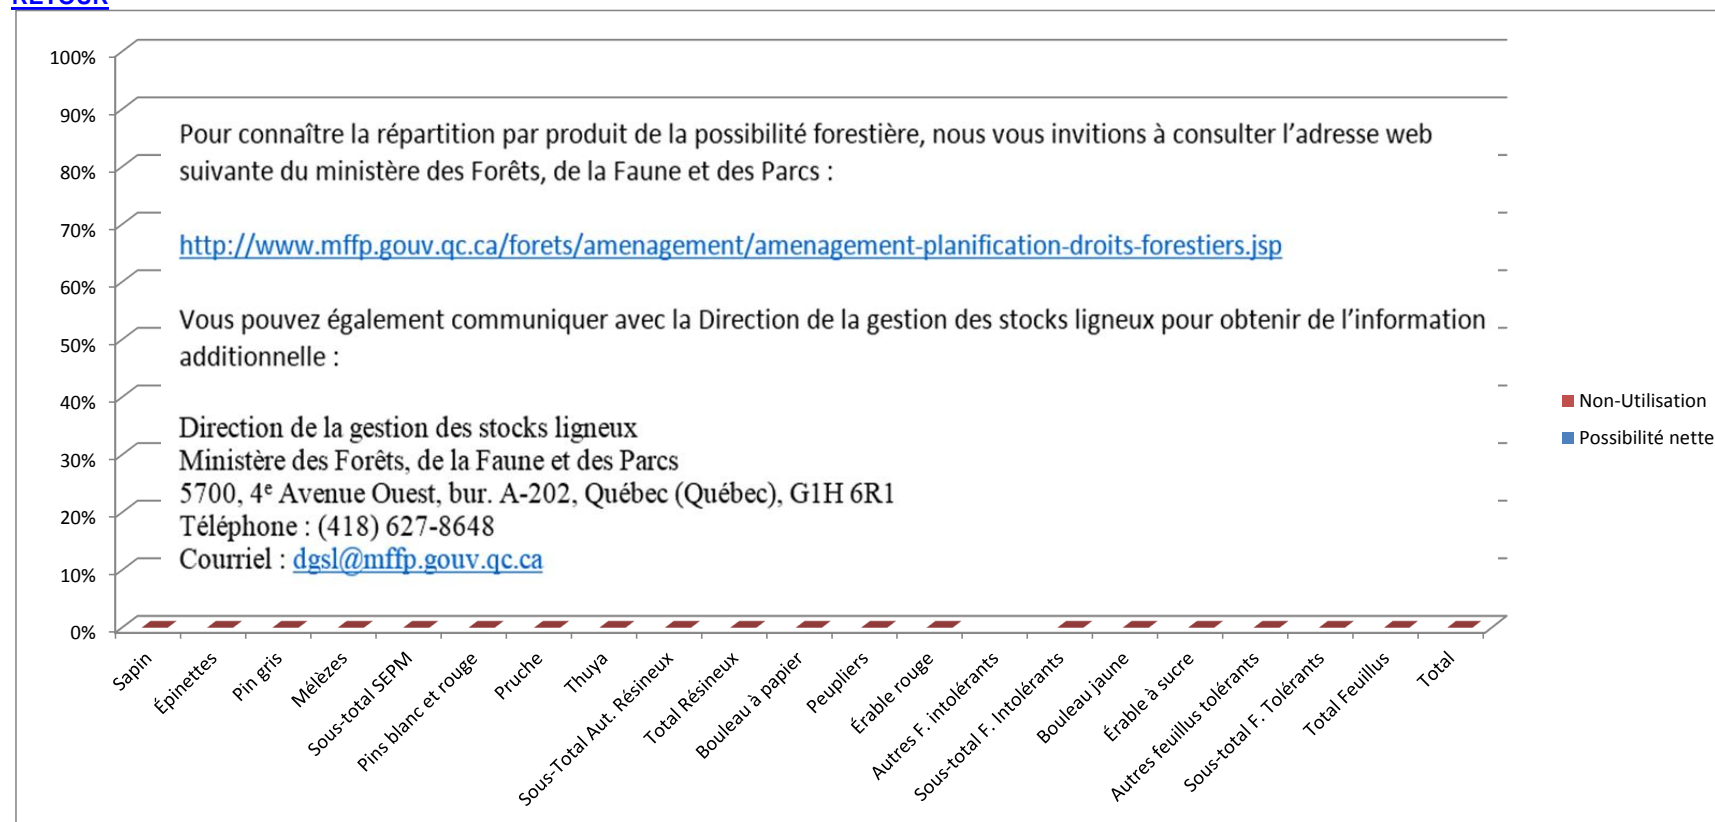 RETOUR
100%
90%
80%
70%
60%
50%
40%
30%
20%
10%
0%
Pour connaître la répartition par produit de la possibilité forestière, nous vous invitions à consulter l'adresse web
suivante du ministère des Forêts, de la Faune et des Parcs :
http://www.mffp.gouv.qc.ca/forets/amenagement/amenagement-planification-droits-forestiers.jsp
Vous pouvez également communiquer avec la Direction de la gestion des stocks ligneux pour obtenir de l'information
additionnelle :
Direction de la gestion des stocks ligneux
Ministère des Forêts, de la Faune et des Parcs
5700, 4e Avenue Ouest, bur. A-202, Québec (Québec), G1H 6R1
Téléphone : (418) 627-8648
Courriel : dgsl@mffp.gouv.qc.ca
Non-Utilisation
Possibilité nette
Sapin
Épinettes
Pin gris
Mélèzes
Sous-total SEPM
Pins blanc et rouge
Pruche
Thuya
Sous-Total Aut. Résineux
Total Résineux
Bouleau à papier
Peupliers
Érable rouge
Autres F. intolérants
Sous-total F. Intolérants
Bouleau jaune
Érable à sucre
Autres feuillus tolérants
Sous-total F. Tolérants
Total Feuillus
Total